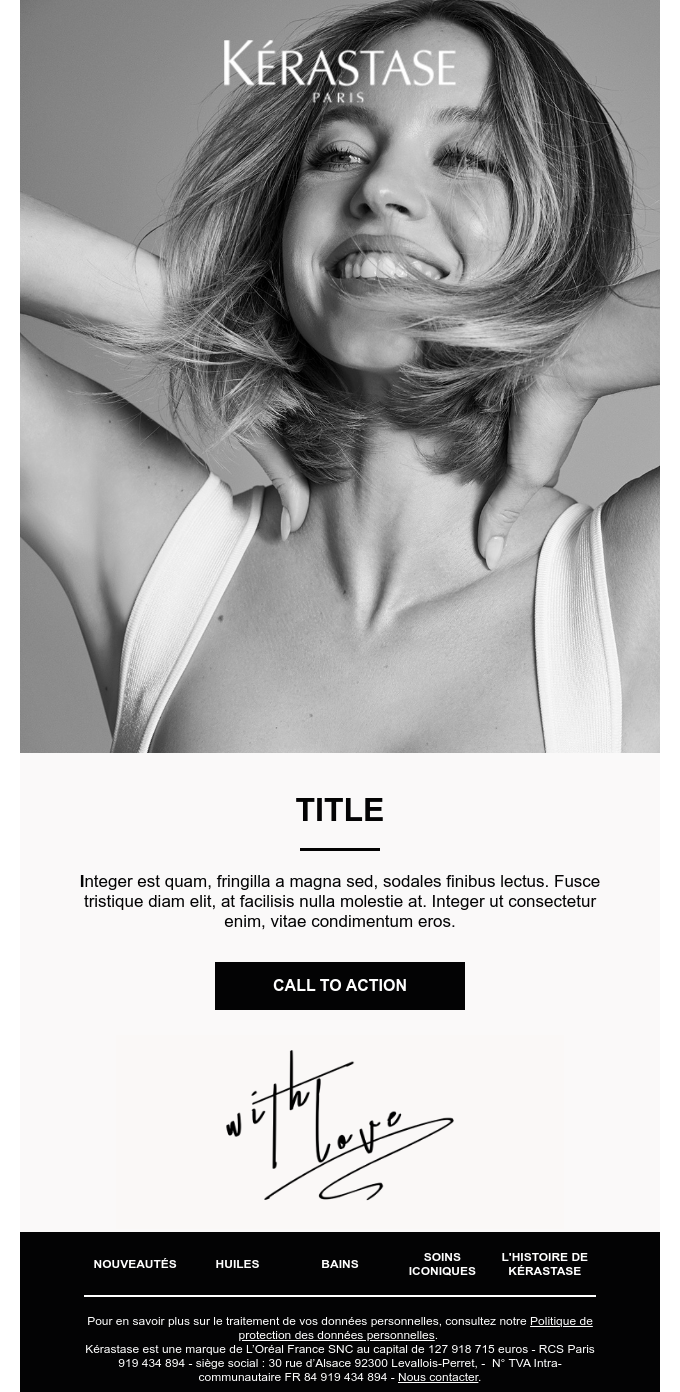 KÉRASTASE
PARIS
TITLE
Integer est quam, fringilla a magna sed, sodales finibus lectus. Fusce
tristique diam elit, at facilisis nulla molestie at. Integer ut consectetur
enim, vitae condimentum eros.
CALL TO ACTION
with
love
NOUVEAUTÉS
HUILES
BAINS
SOINS
ICONIQUES
L'HISTOIRE DE
KÉRASTASE
Pour en savoir plus sur le traitement de vos données personnelles, consultez notre Politique de
protection des données personnelles.
Kérastase est une marque de L'Oréal France SNC au capital de 127 918 715 euros - RCS Paris
919 434 894 - siège social : 30 rue d'Alsace 92300 Levallois-Perret, -  N° TVA Intra-
communautaire FR 84 919 434 894 - Nous contacter.